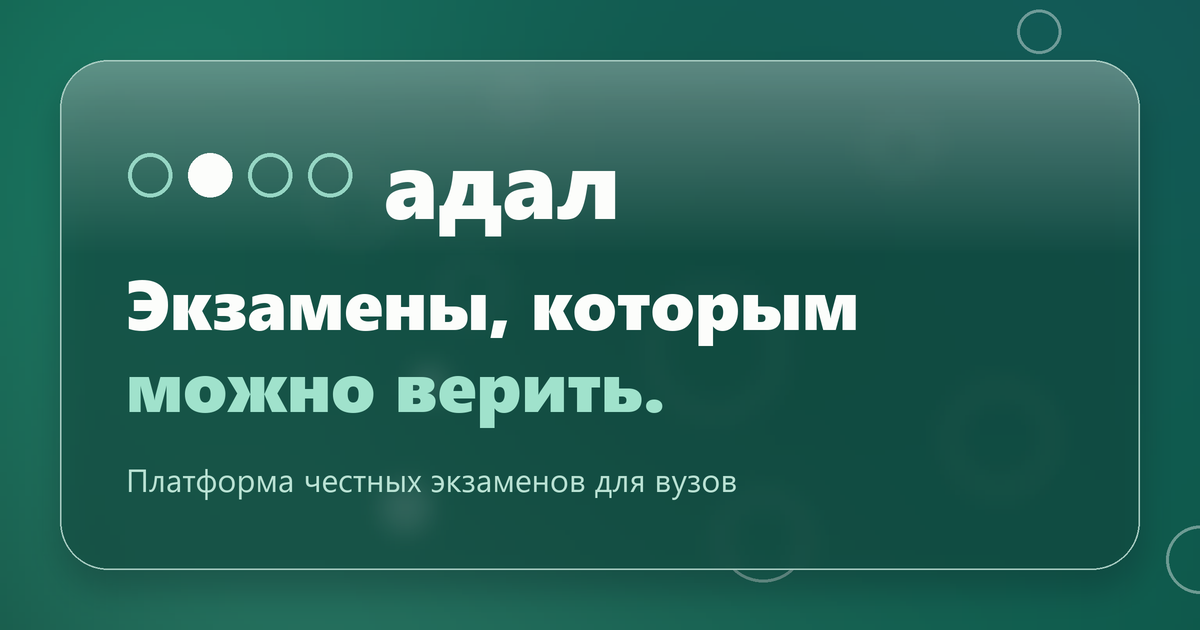 адал
Экзамены, которым
можно верить.
Платформа честных экзаменов для вузов